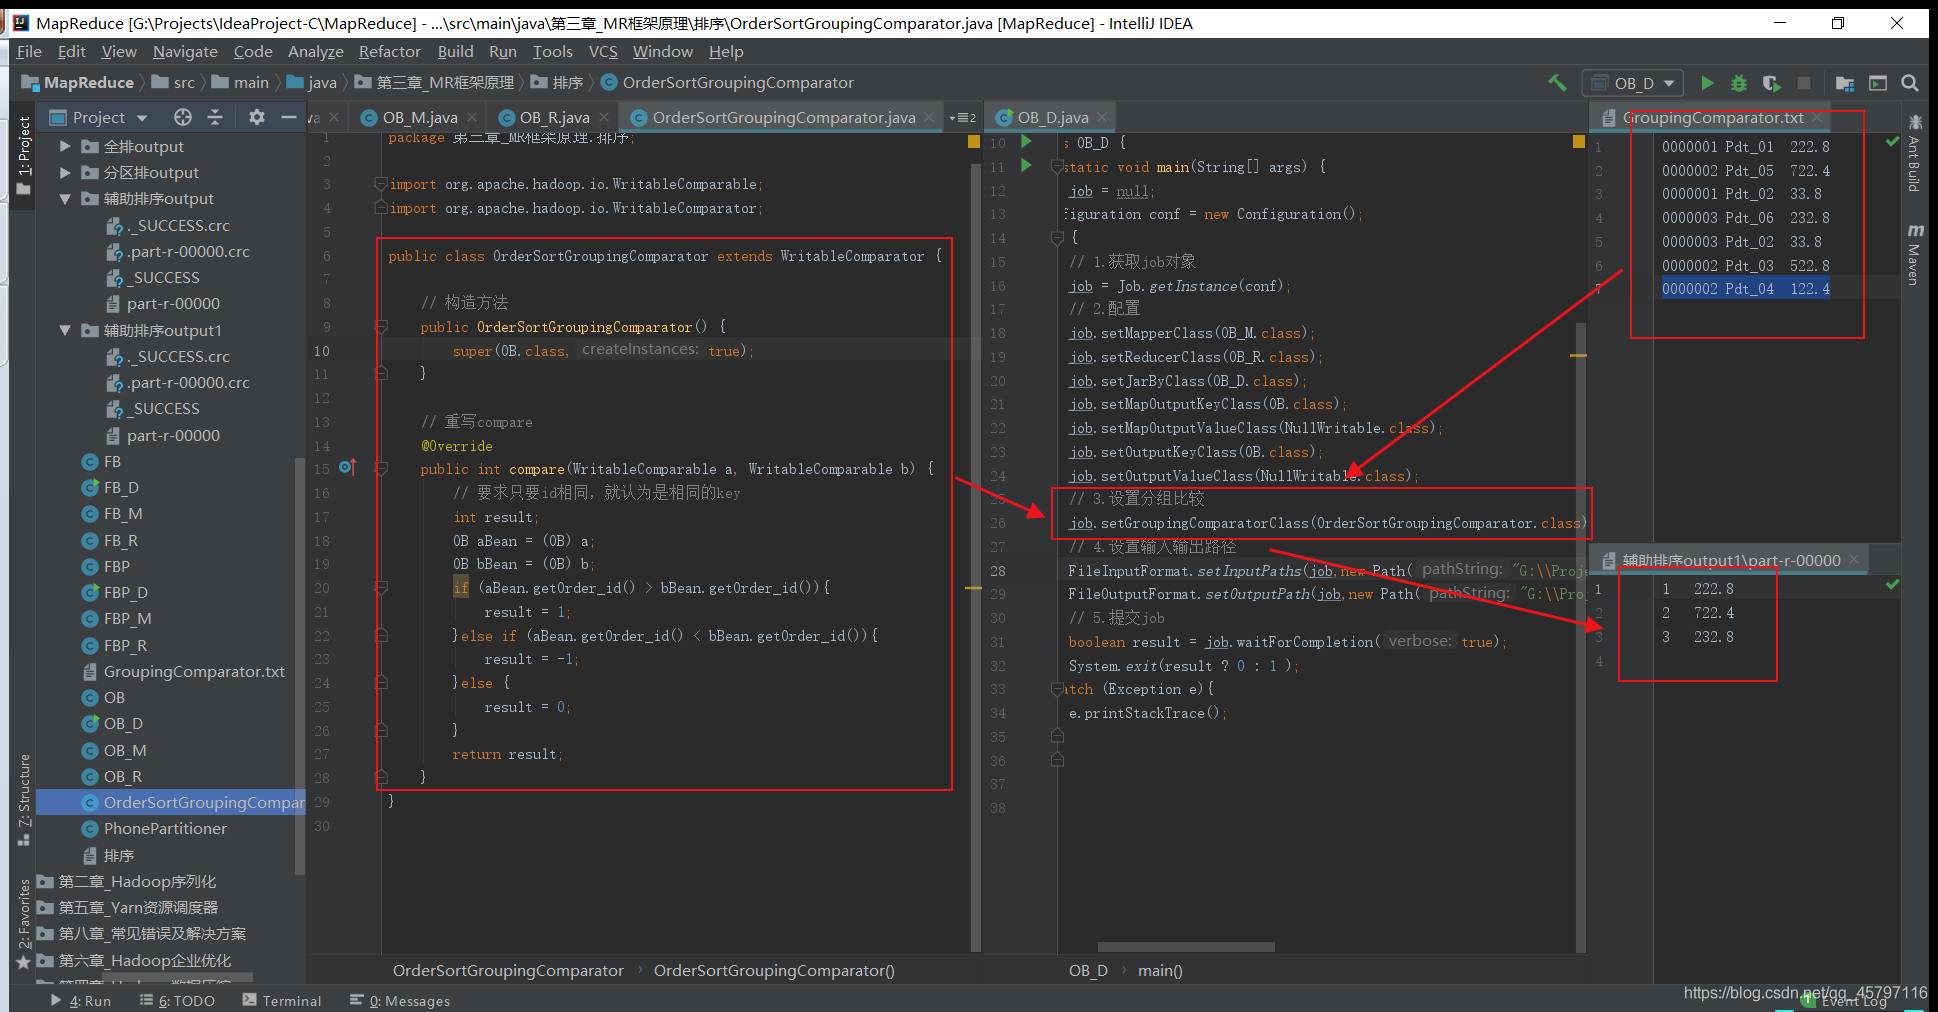 MapReduce [G:\Projects\IdeaProject-C\MapReduce] - ...\src\main\java\第三章_MR框架原理\排序\OrderSortGroupingComparator.java [MapReduce] - IntelliJ IDEA
File Edit View Navigate Code Analyze Refactor Build Run Tools VCS Window Help
MapReduce src main java 第三章_MR框架原理 排序 OrderSortGroupingComparator
OB_D
1: Project
7: Structure
2: Favorites
Project
全排output
分区排output
辅助排序output
._SUCCESS.crc
.part-r-00000.crc
_SUCCESS
part-r-00000
辅助排序output1
._SUCCESS.crc
.part-r-00000.crc
_SUCCESS
part-r-00000
FB
FB_D
FB_M
FB_R
FBP
FBP_D
FBP_M
FBP_R
GroupingComparator.txt
OB
OB_D
OB_M
OB_R
OrderSortGroupingCompar
PhonePartitioner
排序
第二章_Hadoop序列化
第五章_Yarn资源调度器
第八章_常见错误及解决方案
第六章_Hadoop企业优化
va OB_M.java OB_R.java OrderSortGroupingComparator.java 2
1 package 第三章_MR框架原理.排序;
2
3 import org.apache.hadoop.io.WritableComparable;
4 import org.apache.hadoop.io.WritableComparator;
5
6 public class OrderSortGroupingComparator extends WritableComparator {
7
8 // 构造方法
9 public OrderSortGroupingComparator() {
10 super(OB.class, createInstances: true);
11 }
12
13 // 重写compare
14 @Override
15 public int compare(WritableComparable a, WritableComparable b) {
16 // 要求只要id相同，就认为是相同的key
17 int result;
18 OB aBean = (OB) a;
19 OB bBean = (OB) b;
20 if (aBean.getOrder_id() > bBean.getOrder_id()){
21 result = 1;
22 }else if (aBean.getOrder_id() < bBean.getOrder_id()){
23 result = -1;
24 }else {
25 result = 0;
26 }
27 return result;
28 }
29 }
30
OrderSortGroupingComparator OrderSortGroupingComparator()
OB_D.java
10 s OB_D {
11 static void main(String[] args) {
12 job = null;
13 figuration conf = new Configuration();
14 {
15 // 1.获取job对象
16 job = Job.getInstance(conf);
17 // 2.配置
18 job.setMapperClass(OB_M.class);
19 job.setReducerClass(OB_R.class);
20 job.setJarByClass(OB_D.class);
21 job.setMapOutputKeyClass(OB.class);
22 job.setMapOutputValueClass(NullWritable.class);
23 job.setOutputKeyClass(OB.class);
24 job.setOutputValueClass(NullWritable.class);
25 // 3.设置分组比较
26 job.setGroupingComparatorClass(OrderSortGroupingComparator.class)
27 // 4.设置输入输出路径
28 FileInputFormat.setInputPaths(job,new Path( pathString: "G:\\Proje
29 FileOutputFormat.setOutputPath(job,new Path( pathString: "G:\\Proj
30 // 5.提交job
31 boolean result = job.waitForCompletion( verbose: true);
32 System.exit(result ? 0 : 1 );
33 atch (Exception e){
34 e.printStackTrace();
35
36
37
38
OB_D main()
GroupingComparator.txt
1 0000001 Pdt_01 222.8
2 0000002 Pdt_05 722.4
3 0000001 Pdt_02 33.8
4 0000003 Pdt_06 232.8
5 0000003 Pdt_02 33.8
6 0000002 Pdt_03 522.8
7 0000002 Pdt_04 122.4
辅助排序output1\part-r-00000
1 1 222.8
2 2 722.4
3 3 232.8
4
Ant Build
Maven
4: Run 6: TODO Terminal 0: Messages
1 Event Log
https://blog.csdn.net/qq_45797116